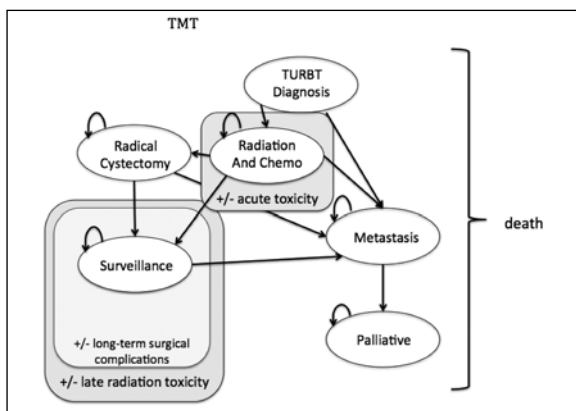 TMT
TURBT
Diagnosis
Radical
Cystectomy
Radiation
And Chemo
+/- acute toxicity
Metastasis
death
Surveillance
Palliative
+/- long-term surgical
complications
+/- late radiation toxicity